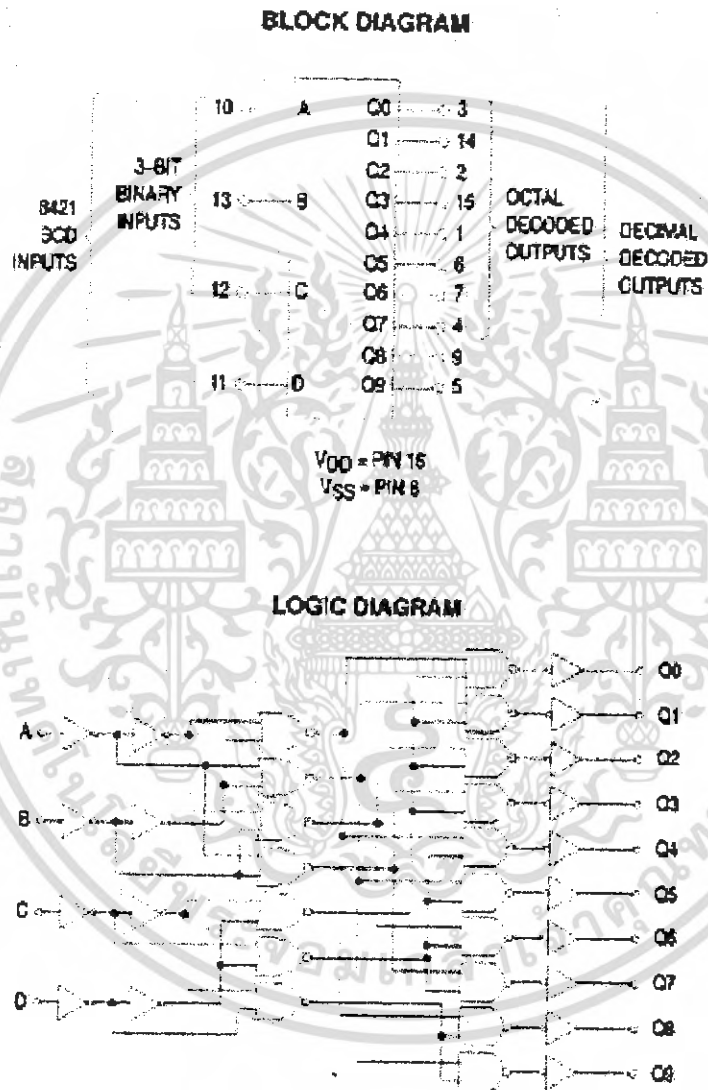 BLOCK DIAGRAM
10 A Q0 3
Q1 14
Q2 2
13 B Q3 15
Q4 1
Q5 6
12 C Q6 7
Q7 4
Q8 9
11 D Q9 5
8421
BCD
INPUTS
3-BIT
BINARY
INPUTS
OCTAL
DECODED
OUTPUTS
DECIMAL
DECODED
OUTPUTS
VDD = PIN 16
VSS = PIN 8
LOGIC DIAGRAM
A
B
C
D
Q0
Q1
Q2
Q3
Q4
Q5
Q6
Q7
Q8
Q9